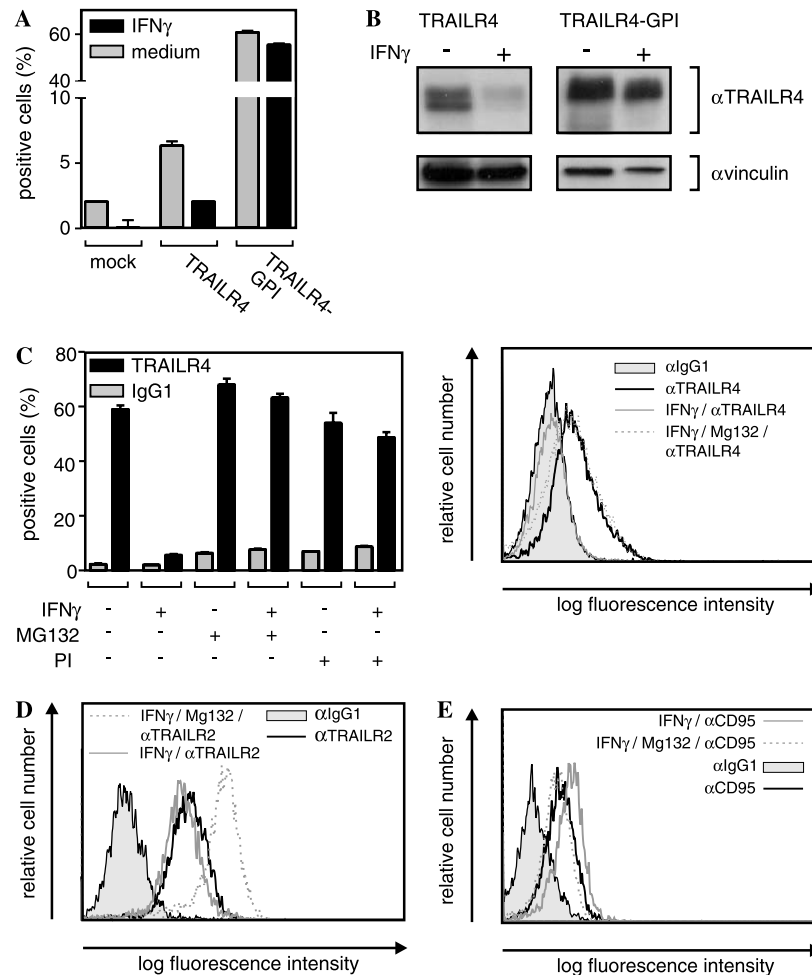 A
IFNγ
medium
positive cells (%)
60
40
10
5
0
mock
TRAILR4
TRAILR4-
GPI
B
TRAILR4
TRAILR4-GPI
IFNγ
- + - +
αTRAILR4
αvinculin
C
positive cells (%)
80
60
40
20
0
TRAILR4
IgG1
IFNγ - + - + - +
MG132 - - + + - -
PI - - - - + +
relative cell number
αIgG1
αTRAILR4
IFNγ / αTRAILR4
IFNγ / Mg132 /
αTRAILR4
log fluorescence intensity
D
relative cell number
IFNγ / Mg132 /
αTRAILR2
IFNγ / αTRAILR2
αIgG1
αTRAILR2
log fluorescence intensity
E
relative cell number
IFNγ / αCD95
IFNγ / Mg132 / αCD95
αIgG1
αCD95
log fluorescence intensity